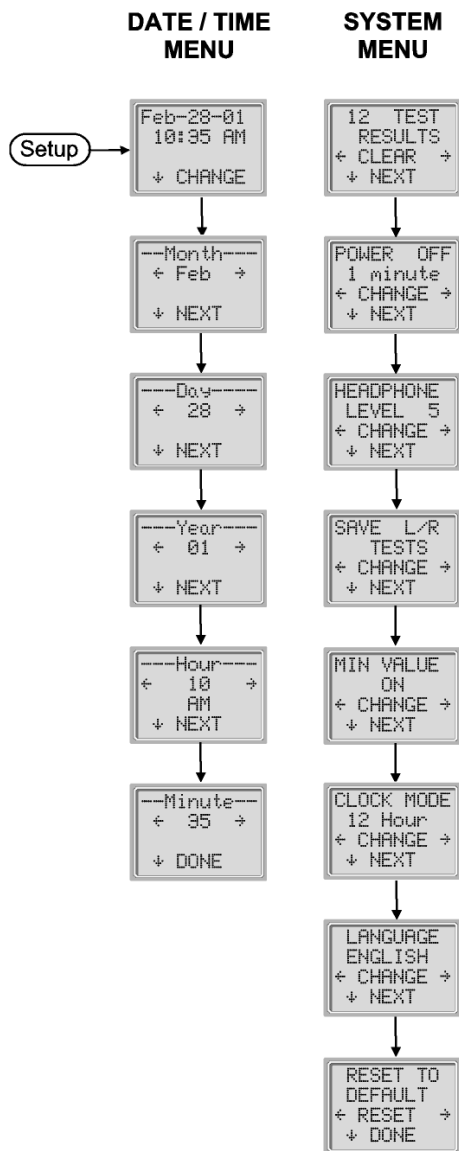 DATE / TIME
MENU
SYSTEM
MENU
Setup
Feb-28-01
10:35 AM
↓ CHANGE
---Month---
← Feb →
↓ NEXT
----Day----
← 28 →
↓ NEXT
----Year----
← 01 →
↓ NEXT
----Hour----
← 10 →
AM
↓ NEXT
--Minute--
← 35 →
↓ DONE
12 TEST
RESULTS
← CLEAR →
↓ NEXT
POWER OFF
1 minute
← CHANGE →
↓ NEXT
HEADPHONE
LEVEL 5
← CHANGE →
↓ NEXT
SAVE L/R
TESTS
← CHANGE →
↓ NEXT
MIN VALUE
ON
← CHANGE →
↓ NEXT
CLOCK MODE
12 Hour
← CHANGE →
↓ NEXT
LANGUAGE
ENGLISH
← CHANGE →
↓ NEXT
RESET TO
DEFAULT
← RESET →
↓ DONE